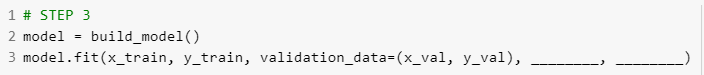 1 # STEP 3
2 model = build_model()
3 model.fit(x_train, y_train, validation_data=(x_val, y_val), ________, ________)